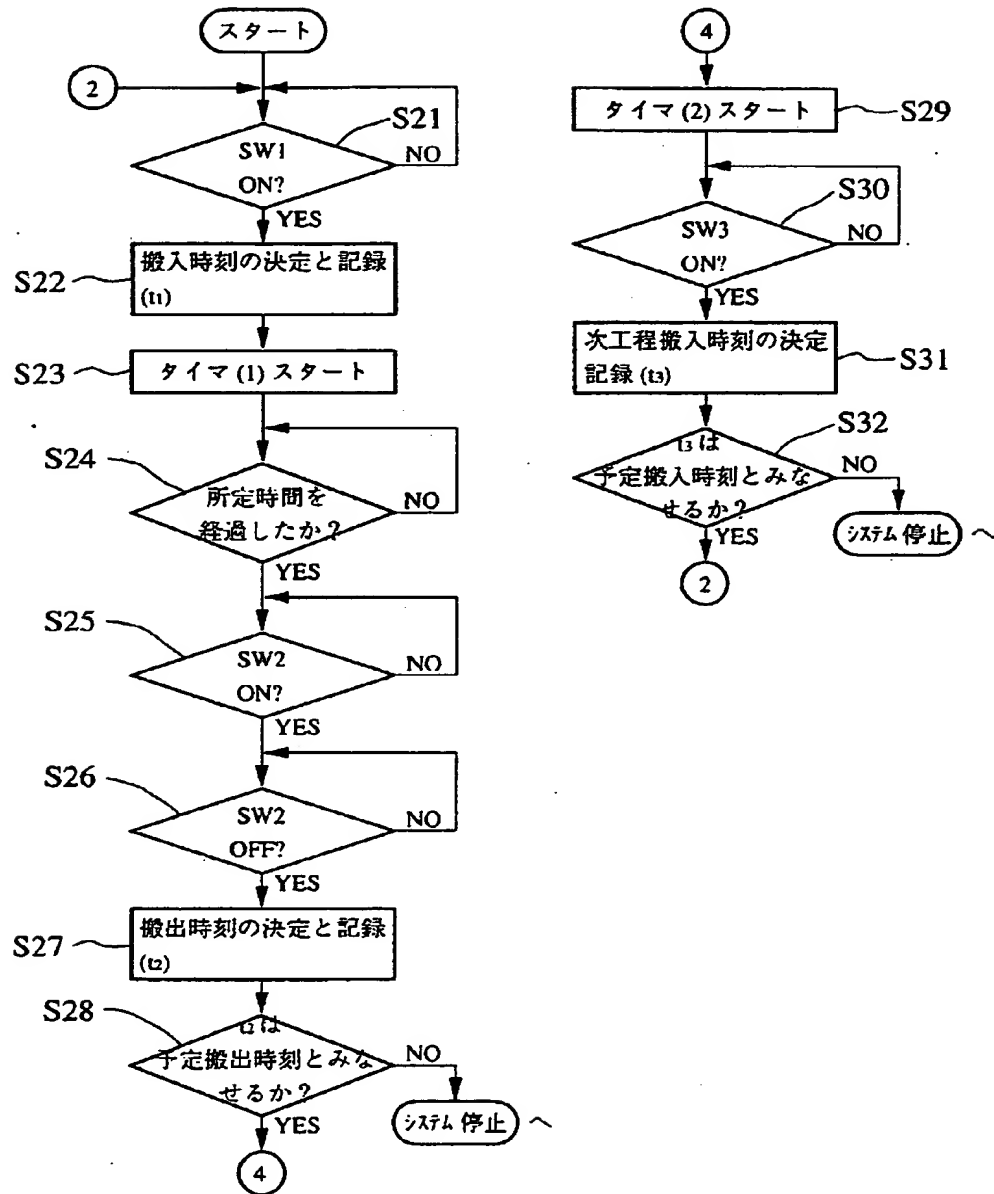 スタート
2
S21
SW1
ON?
NO
YES
S22
搬入時刻の決定と記録
(t1)
S23
タイマ (1) スタート
S24
所定時間を
経過したか?
NO
YES
S25
SW2
ON?
NO
YES
S26
SW2
OFF?
NO
YES
S27
搬出時刻の決定と記録
(t2)
S28
t2は
予定搬出時刻とみな
せるか?
NO
システム 停止 へ
YES
4
4
タイマ (2) スタート
S29
S30
SW3
ON?
NO
YES
次工程搬入時刻の決定
記録 (t3)
S31
S32
t3は
予定搬入時刻とみな
せるか?
NO
システム 停止 へ
YES
2